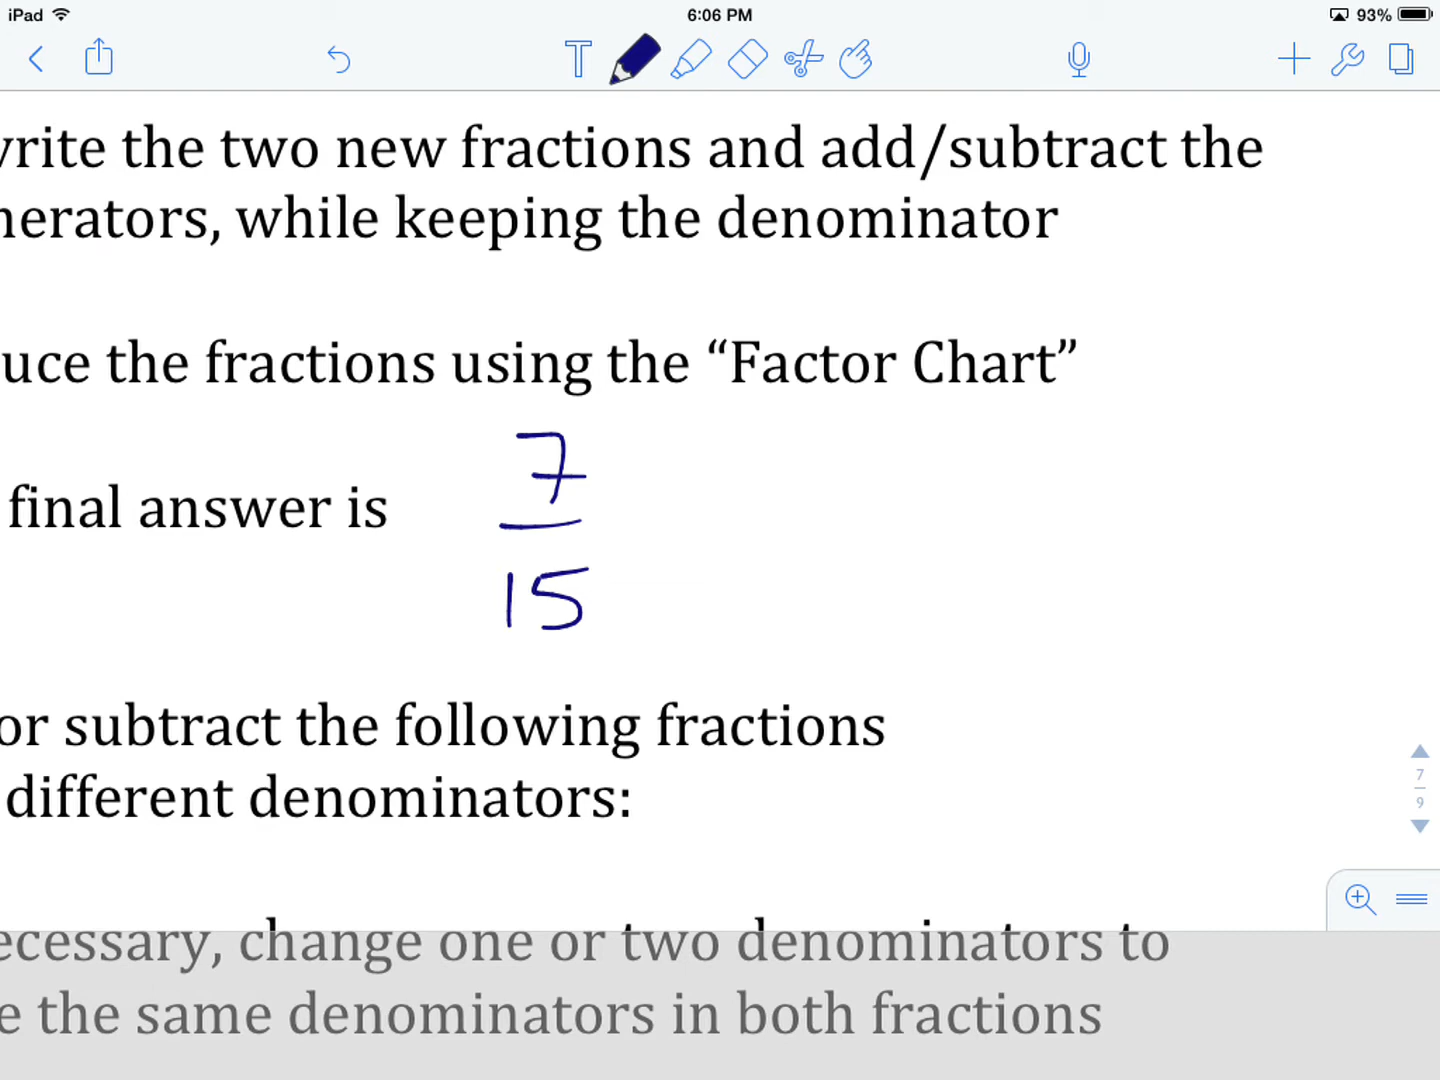 iPad 6:06 PM 93%
write the two new fractions and add/subtract the
nerators, while keeping the denominator
uce the fractions using the “Factor Chart”
final answer is 7/15
or subtract the following fractions
different denominators:
7
9
ecessary, change one or two denominators to
e the same denominators in both fractions